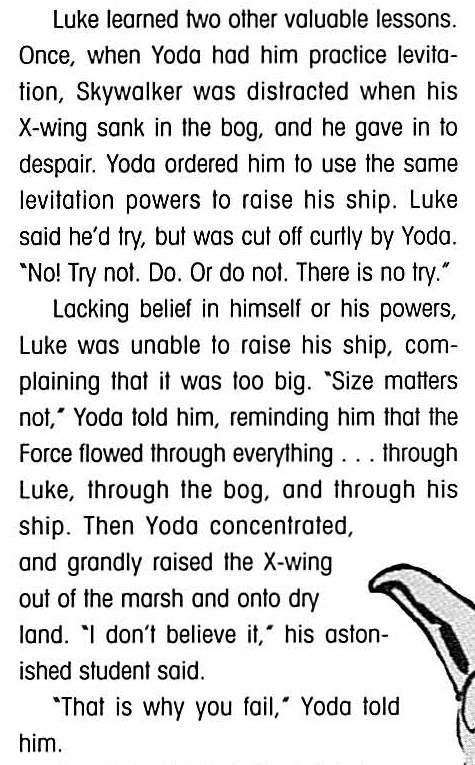 Luke learned two other valuable lessons.
Once, when Yoda had him practice levita-
tion, Skywalker was distracted when his
X-wing sank in the bog, and he gave in to
despair. Yoda ordered him to use the same
levitation powers to raise his ship. Luke
said he'd try, but was cut off curtly by Yoda.
"No! Try not. Do. Or do not. There is no try."
Lacking belief in himself or his powers,
Luke was unable to raise his ship, com-
plaining that it was too big. "Size matters
not," Yoda told him, reminding him that the
Force flowed through everything . . . through
Luke, through the bog, and through his
ship. Then Yoda concentrated,
and grandly raised the X-wing
out of the marsh and onto dry
land. "I don't believe it," his aston-
ished student said.
"That is why you fail," Yoda told
him.